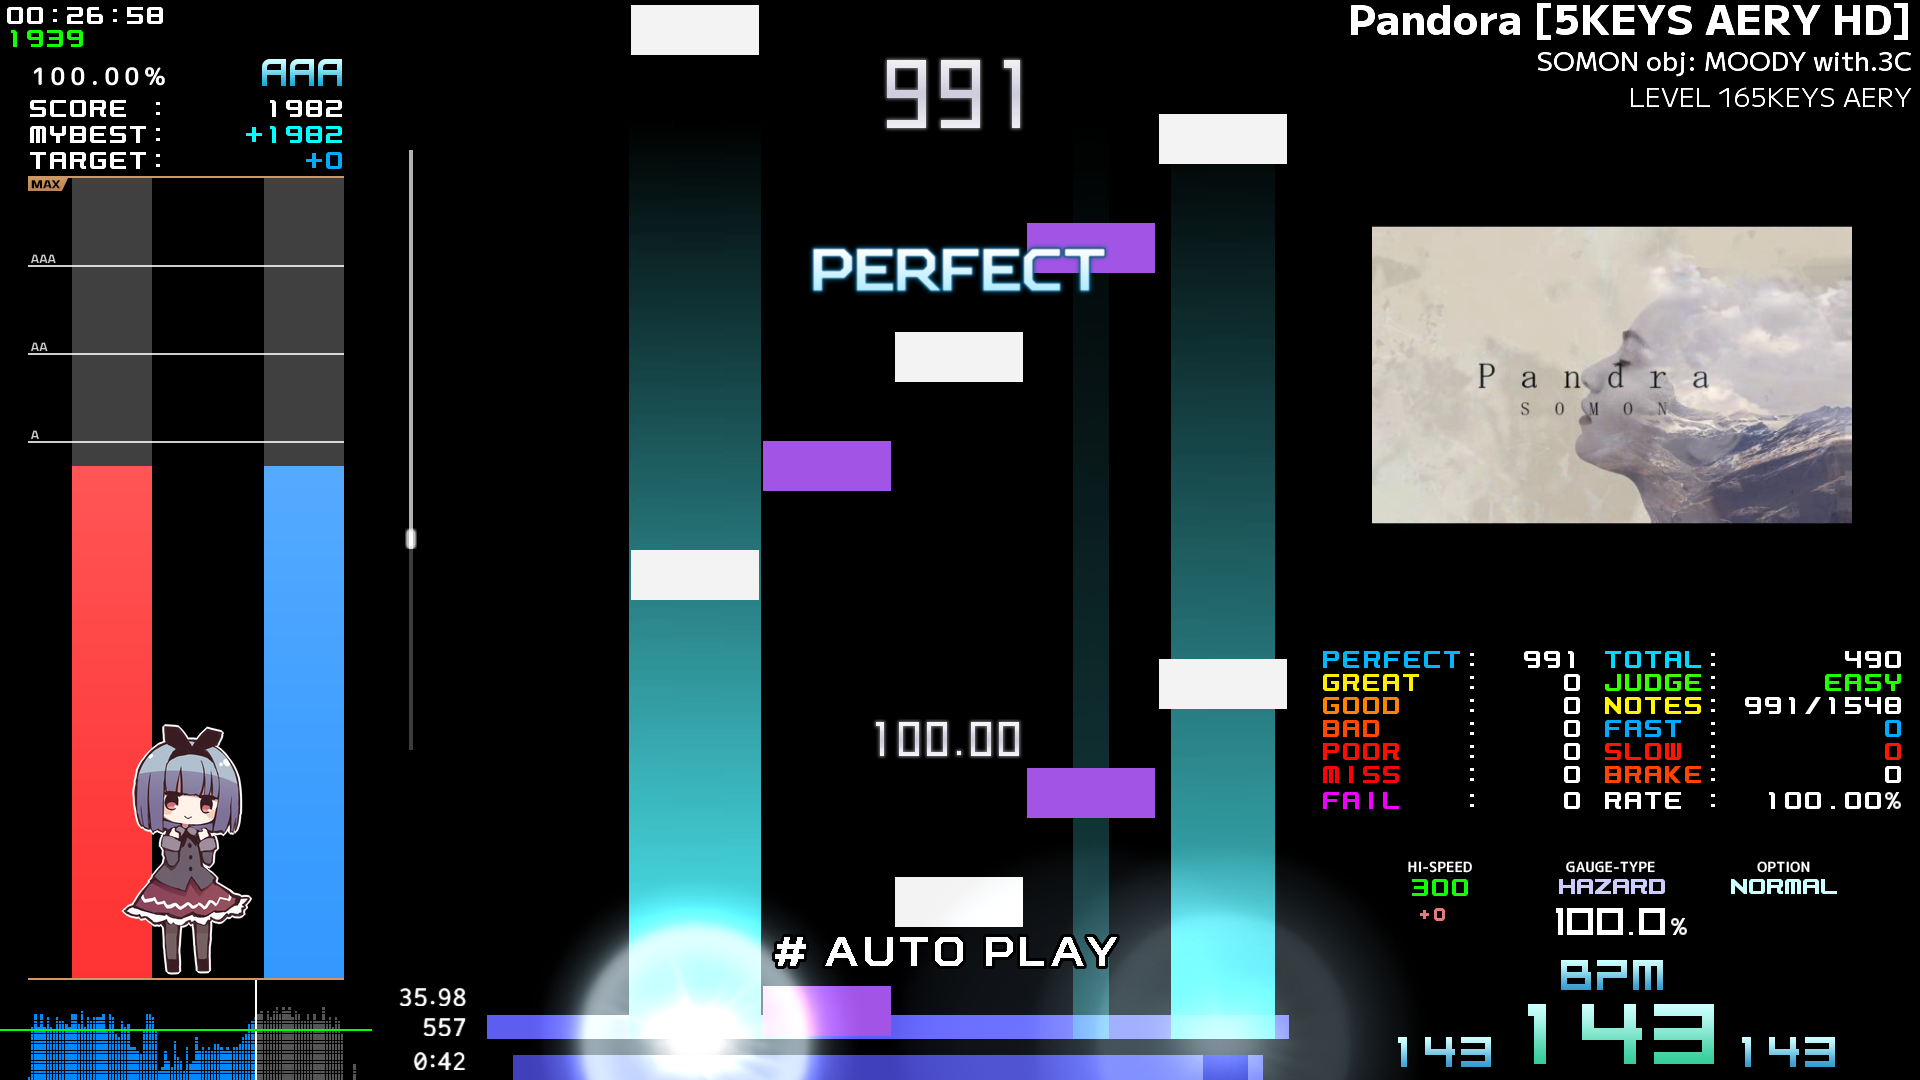 00:26:58
1939
100.00% AAA
SCORE : 1982
MYBEST: +1982
TARGET: +0
MAX
AAA
AA
A
35.98
557
0:42
991
PERFECT
100.00
# AUTO PLAY
Pandora [5KEYS AERY HD]
SOMON obj: MOODY with.3C
LEVEL 165KEYS AERY
Pandra
SOMON
PERFECT: 991 TOTAL: 490
GREAT : 0 JUDGE: EASY
GOOD : 0 NOTES: 991/1548
BAD : 0 FAST : 0
POOR : 0 SLOW : 0
MISS : 0 BRAKE: 0
FAIL : 0 RATE : 100.00%
HI-SPEED GAUGE-TYPE OPTION
300 HAZARD NORMAL
+0 100.0%
BPM
143 143 143